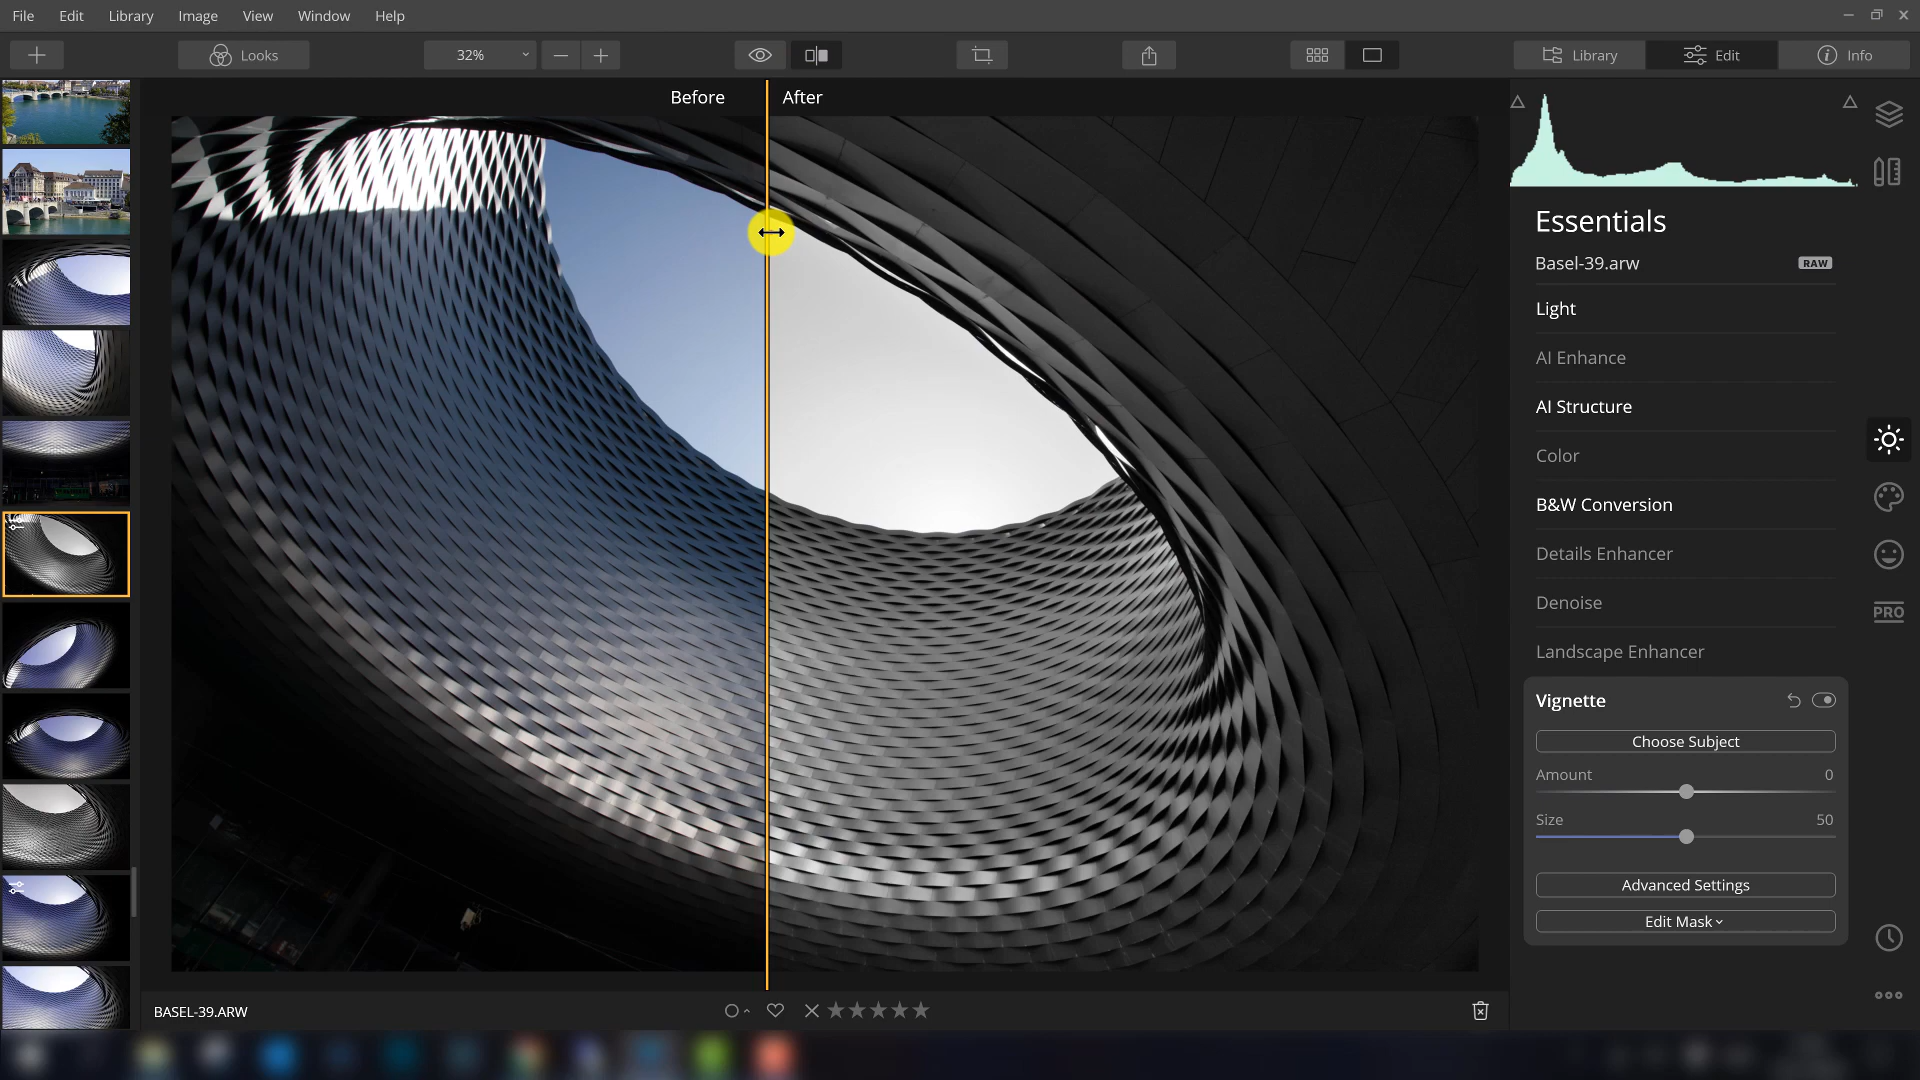 File Edit Library Image View Window Help
Looks 32% Library Edit Info
Before After
Essentials
Basel-39.arw RAW
Light
AI Enhance
AI Structure
Color
B&W Conversion
Details Enhancer
Denoise
PRO
Landscape Enhancer
Vignette
Choose Subject
Amount 0
Size 50
Advanced Settings
Edit Mask
BASEL-39.ARW